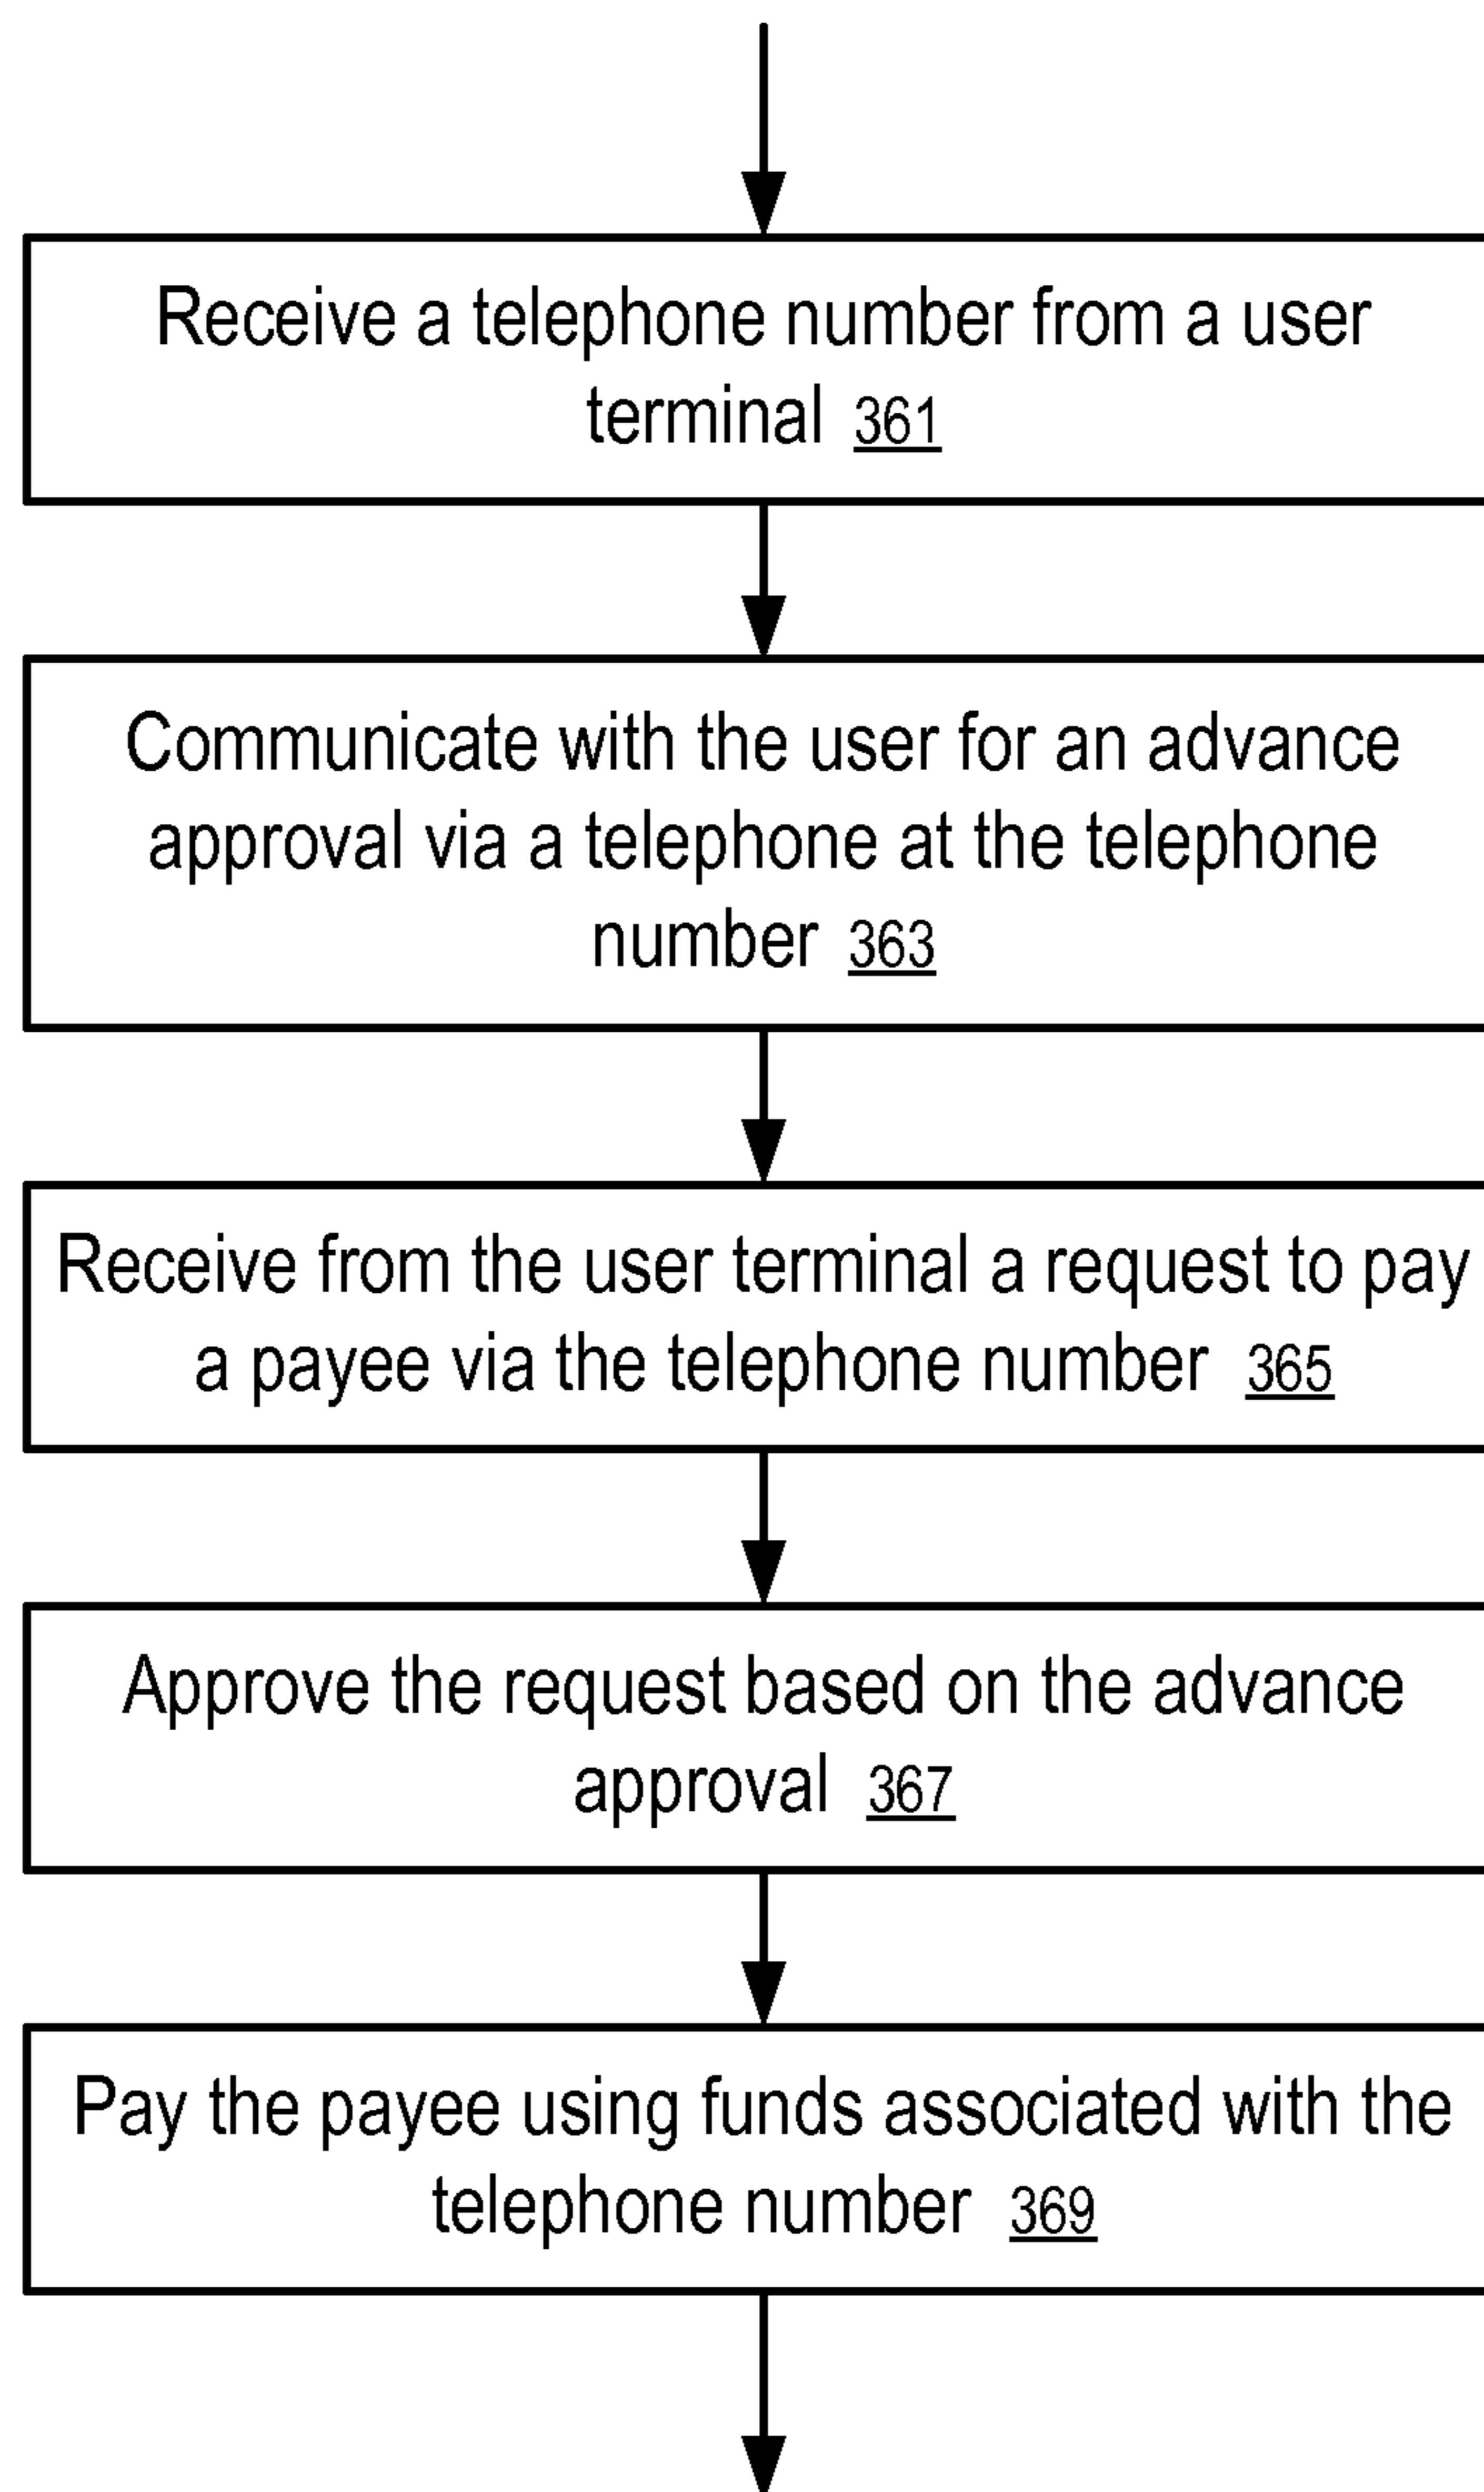 Receive a telephone number from a user
terminal 361
Communicate with the user for an advance
approval via a telephone at the telephone
number 363
Receive from the user terminal a request to pay
a payee via the telephone number 365
Approve the request based on the advance
approval 367
Pay the payee using funds associated with the
telephone number 369